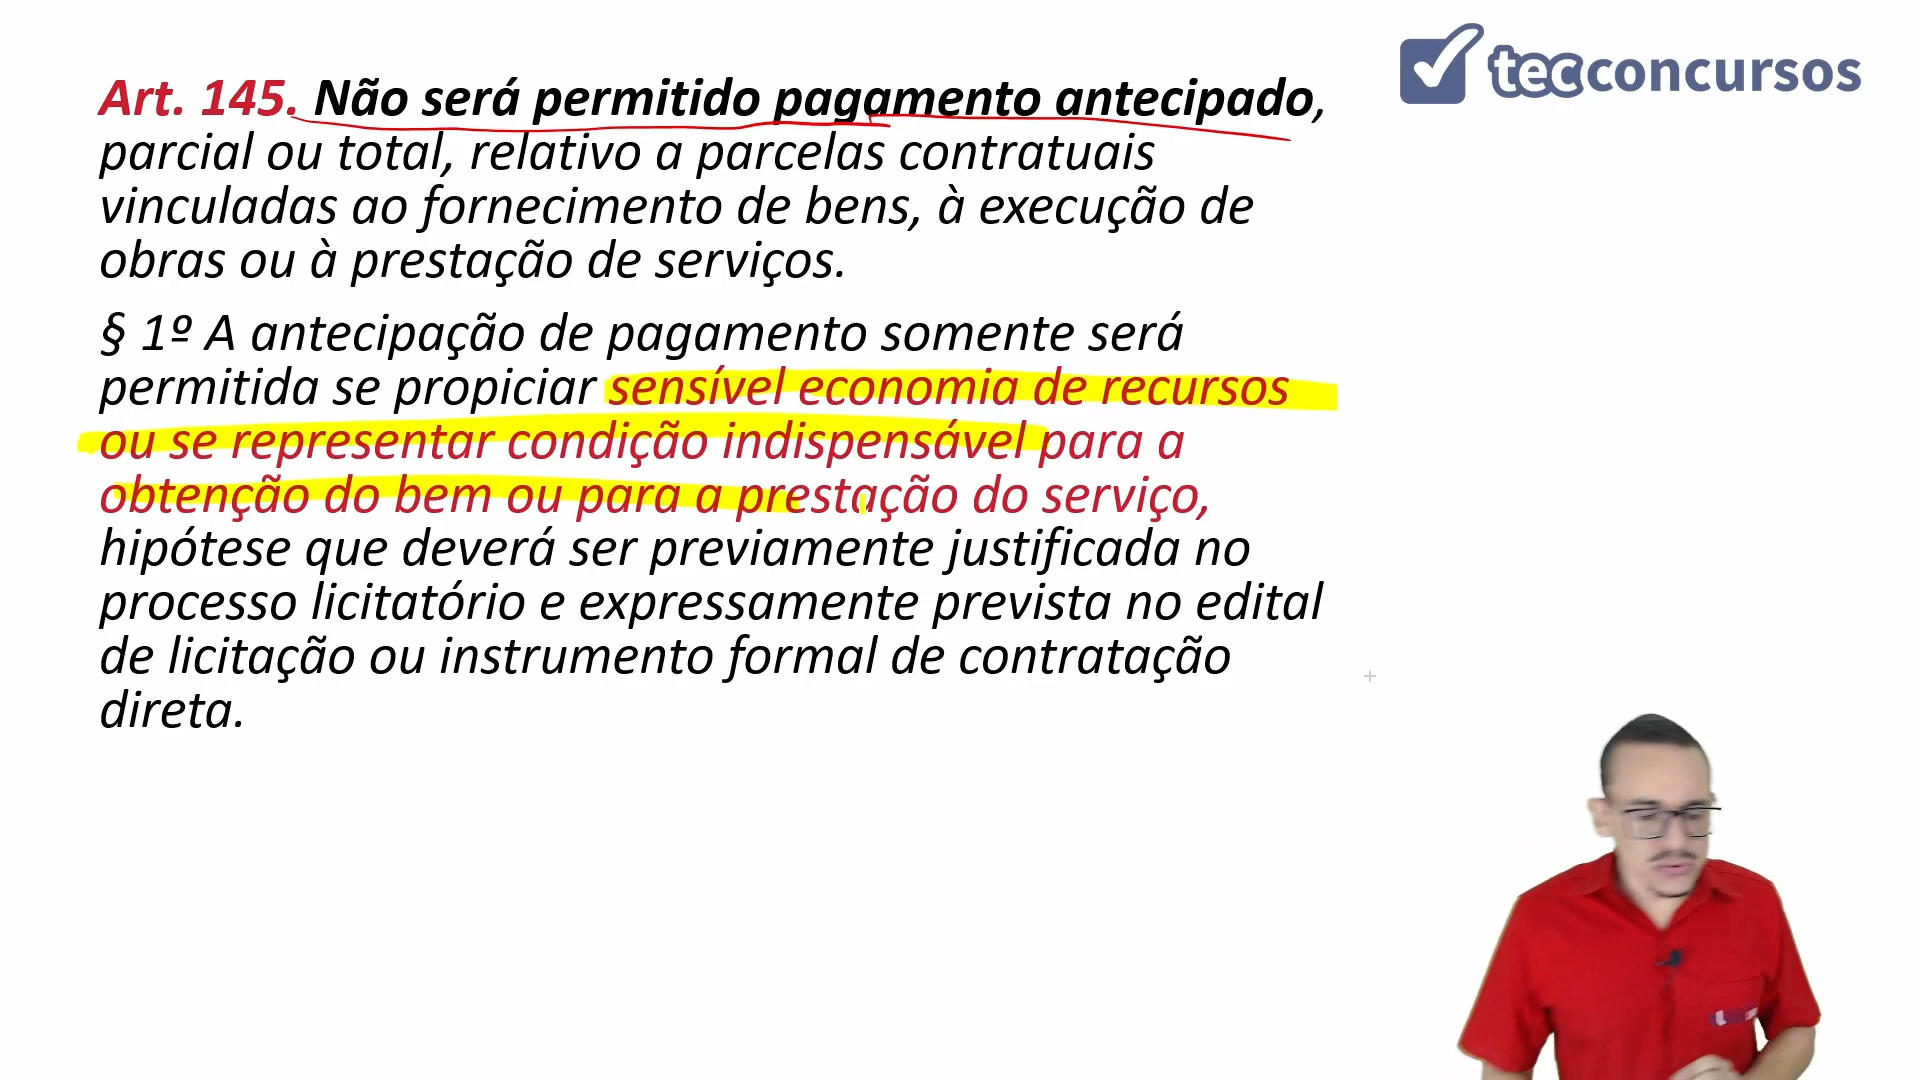 tecconcursos
Art. 145. Não será permitido pagamento antecipado,
parcial ou total, relativo a parcelas contratuais
vinculadas ao fornecimento de bens, à execução de
obras ou à prestação de serviços.
§ 1º A antecipação de pagamento somente será
permitida se propiciar sensível economia de recursos
ou se representar condição indispensável para a
obtenção do bem ou para a prestação do serviço,
hipótese que deverá ser previamente justificada no
processo licitatório e expressamente prevista no edital
de licitação ou instrumento formal de contratação
direta.